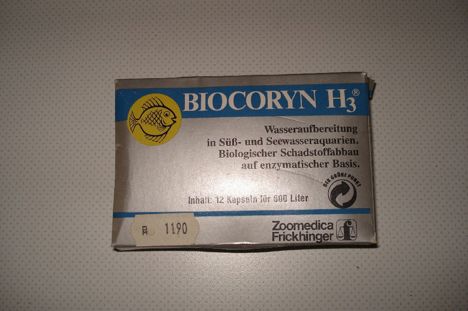 BIOCORYN H3®
Wasseraufbereitung
in Süß- und Seewasseraquarien.
Biologischer Schadstoffabbau
auf enzymatischer Basis.
DER GRÜNE PUNKT
Inhalt: 12 Kapseln für 600 Liter
1190
Zoomedica
Frickhinger